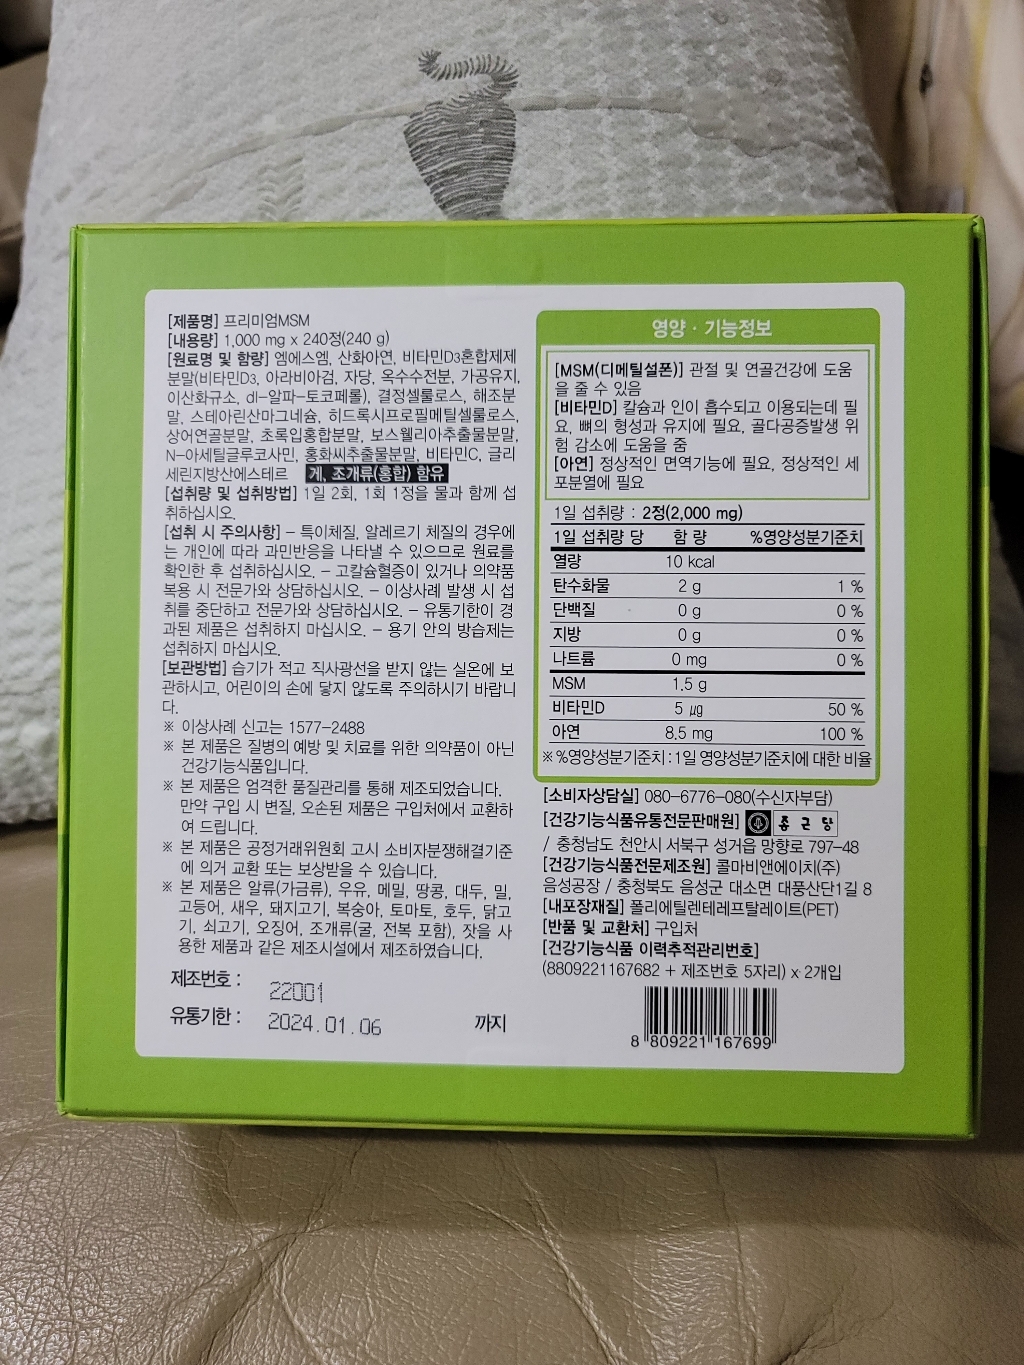 [제품명] 프리미엄MSM
[내용량] 1,000 mg x 240정(240 g)
[원료명 및 함량] 엠에스엠, 산화아연, 비타민D3혼합제제
분말(비타민D3, 아라비아검, 자당, 옥수수전분, 가공유지,
이산화규소, dl-알파-토코페롤), 결정셀룰로스, 해조분
말, 스테아린산마그네슘, 히드록시프로필메틸셀룰로스,
상어연골분말, 초록입홍합분말, 보스웰리아추출물분말,
N-아세틸글루코사민, 홍화씨추출물분말, 비타민C, 글리
세린지방산에스테르 게, 조개류(홍합) 함유
[섭취량 및 섭취방법] 1일 2회, 1회 1정을 물과 함께 섭
취하십시오.
[섭취 시 주의사항] - 특이체질, 알레르기 체질의 경우에
는 개인에 따라 과민반응을 나타낼 수 있으므로 원료를
확인한 후 섭취하십시오. - 고칼슘혈증이 있거나 의약품
복용 시 전문가와 상담하십시오. - 이상사례 발생 시 섭
취를 중단하고 전문가와 상담하십시오. - 유통기한이 경
과된 제품은 섭취하지 마십시오. - 용기 안의 방습제는
섭취하지 마십시오.
[보관방법] 습기가 적고 직사광선을 받지 않는 실온에 보
관하시고, 어린이의 손에 닿지 않도록 주의하시기 바랍니
다.
※ 이상사례 신고는 1577-2488
※ 본 제품은 질병의 예방 및 치료를 위한 의약품이 아닌
건강기능식품입니다.
※ 본 제품은 엄격한 품질관리를 통해 제조되었습니다.
만약 구입 시 변질, 오손된 제품은 구입처에서 교환하
여 드립니다.
※ 본 제품은 공정거래위원회 고시 소비자분쟁해결기준
에 의거 교환 또는 보상받을 수 있습니다.
※ 본 제품은 알류(가금류), 우유, 메밀, 땅콩, 대두, 밀,
고등어, 새우, 돼지고기, 복숭아, 토마토, 호두, 닭고
기, 쇠고기, 오징어, 조개류(굴, 전복 포함), 잣을 사
용한 제품과 같은 제조시설에서 제조하였습니다.
제조번호 : 22001
유통기한 : 2024.01.06 까지
영양 · 기능정보
[MSM(디메틸설폰)] 관절 및 연골건강에 도움
을 줄 수 있음
[비타민D] 칼슘과 인이 흡수되고 이용되는데 필
요, 뼈의 형성과 유지에 필요, 골다공증발생 위
험 감소에 도움을 줌
[아연] 정상적인 면역기능에 필요, 정상적인 세
포분열에 필요
1일 섭취량 : 2정(2,000 mg)
1일 섭취량 당 함 량 %영양성분기준치
열량 10 kcal
탄수화물 2 g 1 %
단백질 0 g 0 %
지방 0 g 0 %
나트륨 0 mg 0 %
MSM 1.5 g
비타민D 5 ㎍ 50 %
아연 8.5 mg 100 %
※ %영양성분기준치 : 1일 영양성분기준치에 대한 비율
[소비자상담실] 080-6776-080(수신자부담)
[건강기능식품유통전문판매원] 종근당
/ 충청남도 천안시 서북구 성거읍 망향로 797-48
[건강기능식품전문제조원] 콜마비앤에이치(주)
음성공장 / 충청북도 음성군 대소면 대풍산단1길 8
[내포장재질] 폴리에틸렌테레프탈레이트(PET)
[반품 및 교환처] 구입처
[건강기능식품 이력추적관리번호]
(8809221167682 + 제조번호 5자리) x 2개입
8 809221 167699